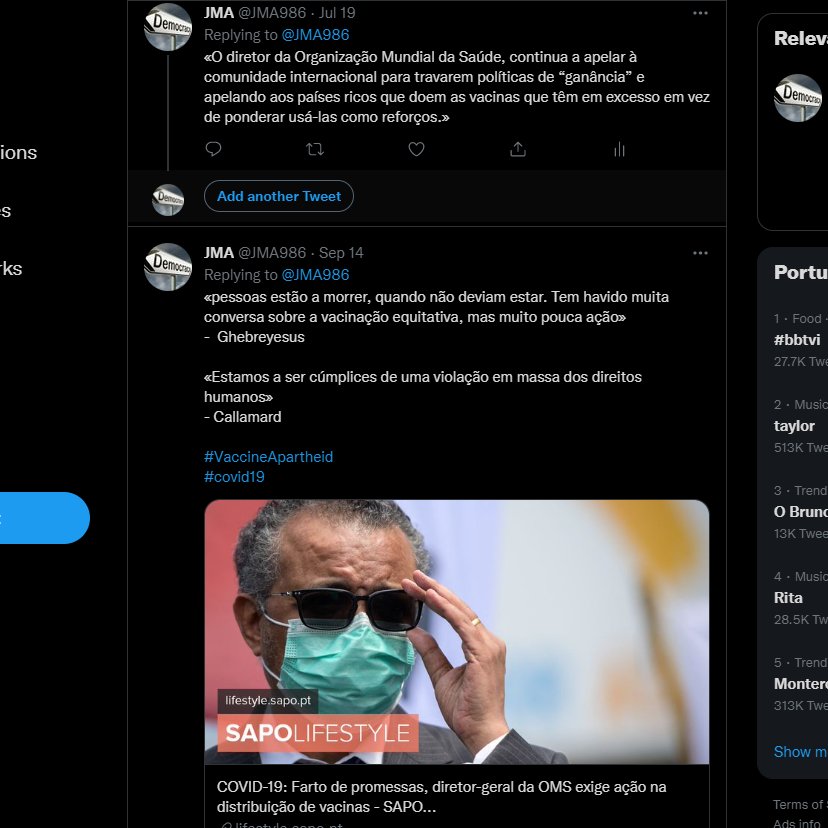 JMA @JMA986 · Jul 19
Replying to @JMA986
«O diretor da Organização Mundial da Saúde, continua a apelar à
comunidade internacional para travarem políticas de “ganância” e
apelando aos países ricos que doem as vacinas que têm em excesso em vez
de ponderar usá-las como reforços.»
Add another Tweet
JMA @JMA986 · Sep 14
Replying to @JMA986
«pessoas estão a morrer, quando não deviam estar. Tem havido muita
conversa sobre a vacinação equitativa, mas muito pouca ação»
- Ghebreyesus
«Estamos a ser cúmplices de uma violação em massa dos direitos
humanos»
- Callamard
#VaccineApartheid
#covid19
lifestyle.sapo.pt
SAPOLIFESTYLE
COVID-19: Farto de promessas, diretor-geral da OMS exige ação na
distribuição de vacinas - SAPO...
lifestyle.sapo.pt
Democracy
Democracy
Democracy
Democracy
ions
s
rks
Releva
Portu
1 · Food ·
#bbtvi
27.7K Twe
2 · Music
taylor
513K Twe
3 · Trend
O Bruno
13K Twee
4 · Music
Rita
28.5K Tw
5 · Trend
Montero
313K Twe
Show m
Terms of S
Ads info